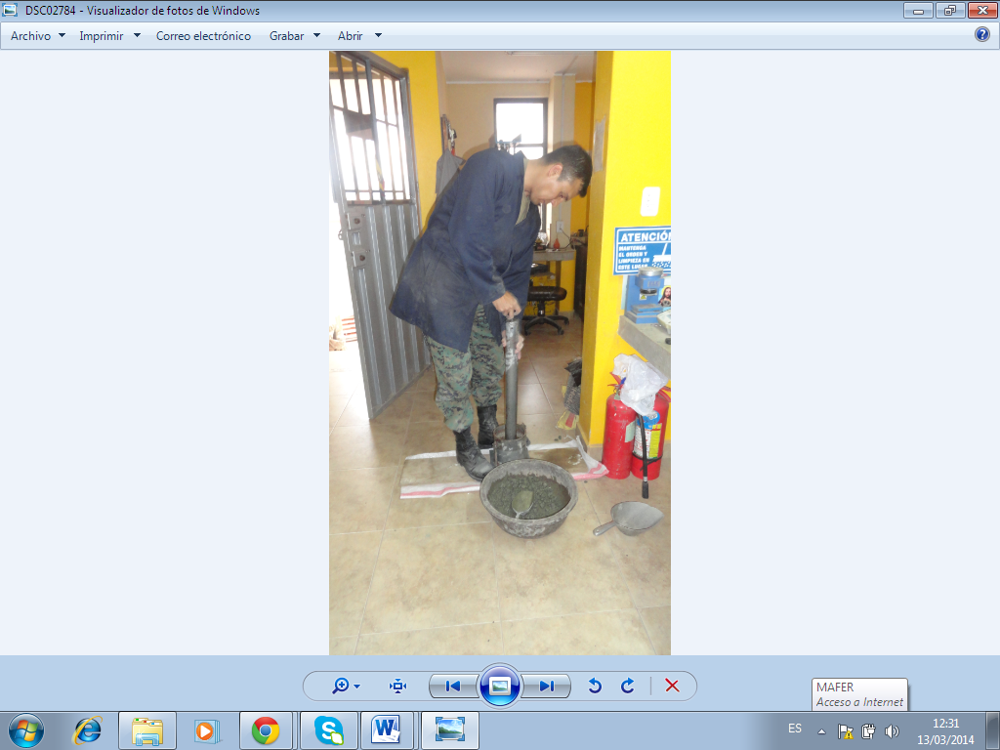 DSC02784 - Visualizador de fotos de Windows
Archivo Imprimir Correo electrónico Grabar Abrir
ATENCIÓN
MANTENGA
EL ORDEN Y
LIMPIEZA EN
ESTE LUGAR
MAFER
Acceso a Internet
ES
12:31
13/03/2014